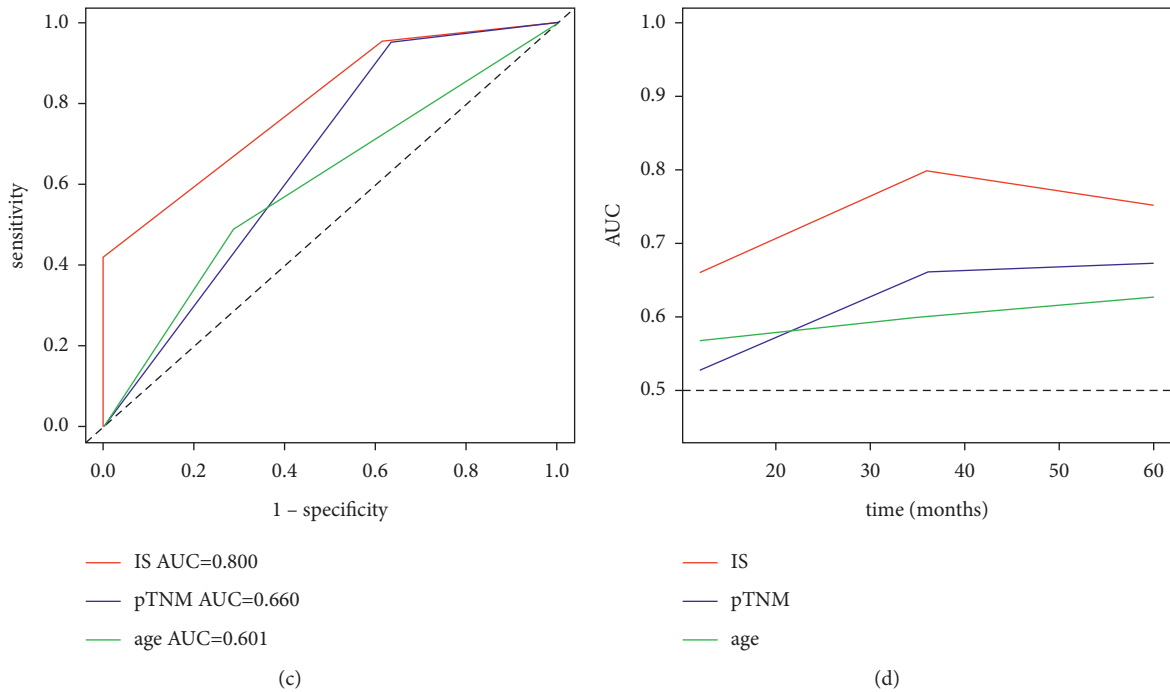 1.0
0.8
0.6
0.4
0.2
0.0
sensitivity
0.0 0.2 0.4 0.6 0.8 1.0
1 – specificity
IS AUC=0.800
pTNM AUC=0.660
age AUC=0.601
(c)
1.0
0.9
0.8
0.7
0.6
0.5
AUC
20 30 40 50 60
time (months)
IS
pTNM
age
(d)